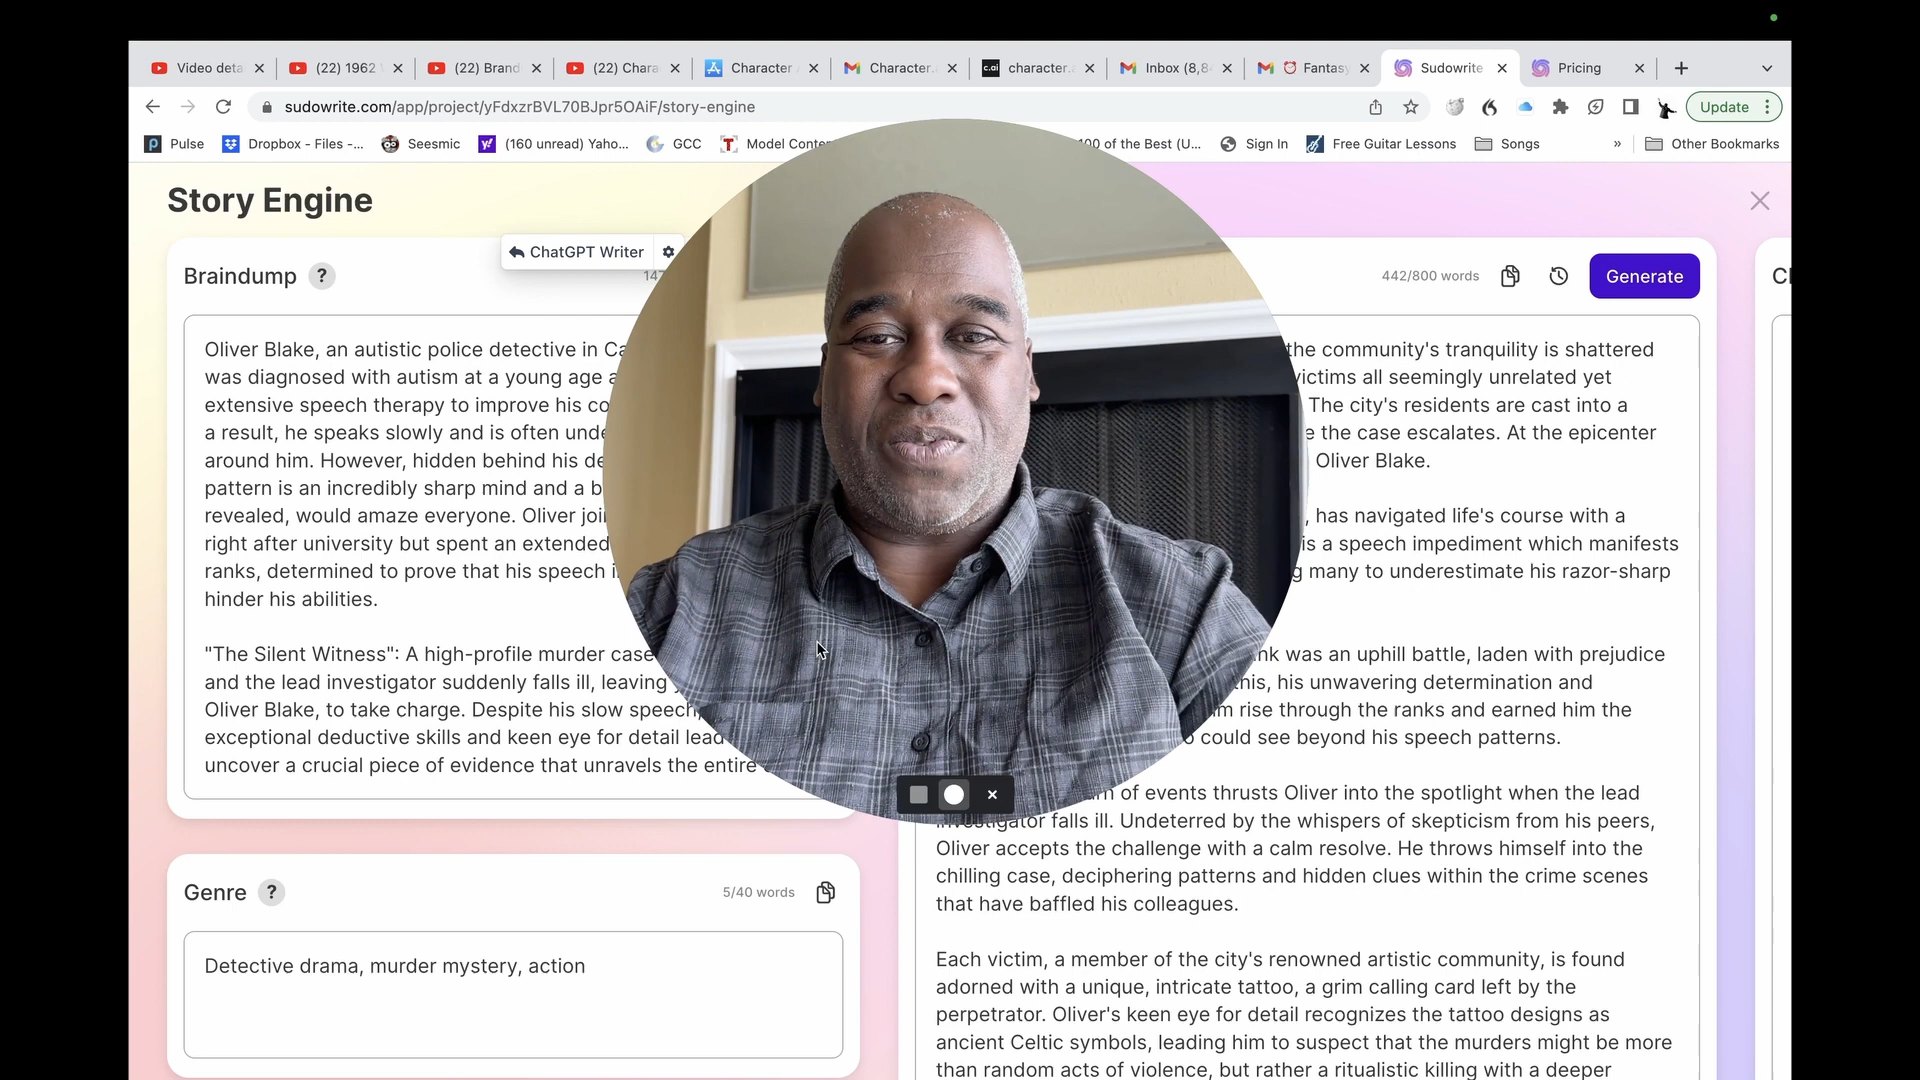 Video deta
(22) 1962
(22) Brand
(22) Chara
Character
Character.
c.ai
character.
Inbox (8,8
Fantasy
Sudowrite
Pricing
sudowrite.com/app/project/yFdxzrBVL70BJpr5OAiF/story-engine
Update
Pulse
Dropbox - Files -...
Seesmic
(160 unread) Yaho...
GCC
Model Conter
100 of the Best (U...
Sign In
Free Guitar Lessons
Songs
»
Other Bookmarks
Story Engine
ChatGPT Writer
Braindump ?
147
Oliver Blake, an autistic police detective in Ca
was diagnosed with autism at a young age a
extensive speech therapy to improve his co
a result, he speaks slowly and is often unde
around him. However, hidden behind his de
pattern is an incredibly sharp mind and a b
revealed, would amaze everyone. Oliver joi
right after university but spent an extended
ranks, determined to prove that his speech i
hinder his abilities.
"The Silent Witness": A high-profile murder case
and the lead investigator suddenly falls ill, leaving
Oliver Blake, to take charge. Despite his slow speech,
exceptional deductive skills and keen eye for detail lead
uncover a crucial piece of evidence that unravels the entire
Genre ?
5/40 words
Detective drama, murder mystery, action
442/800 words
Generate
the community's tranquility is shattered
victims all seemingly unrelated yet
The city's residents are cast into a
e the case escalates. At the epicenter
Oliver Blake.
, has navigated life's course with a
is a speech impediment which manifests
g many to underestimate his razor-sharp
nk was an uphill battle, laden with prejudice
this, his unwavering determination and
m rise through the ranks and earned him the
o could see beyond his speech patterns.
rn of events thrusts Oliver into the spotlight when the lead
investigator falls ill. Undeterred by the whispers of skepticism from his peers,
Oliver accepts the challenge with a calm resolve. He throws himself into the
chilling case, deciphering patterns and hidden clues within the crime scenes
that have baffled his colleagues.
Each victim, a member of the city's renowned artistic community, is found
adorned with a unique, intricate tattoo, a grim calling card left by the
perpetrator. Oliver's keen eye for detail recognizes the tattoo designs as
ancient Celtic symbols, leading him to suspect that the murders might be more
than random acts of violence, but rather a ritualistic killing with a deeper